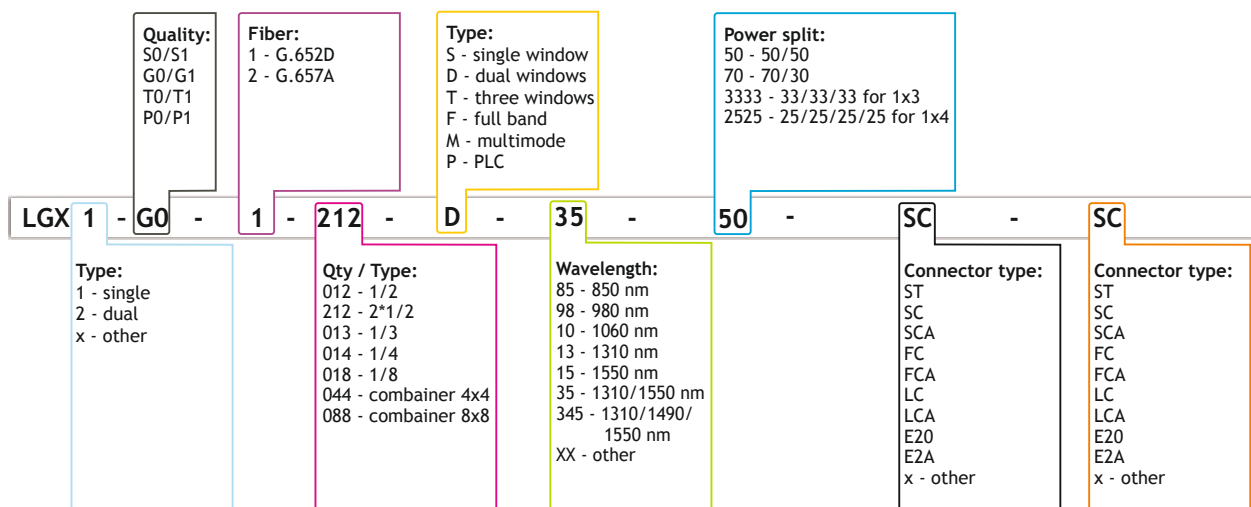 Quality:
S0/S1
G0/G1
T0/T1
P0/P1
Fiber:
1 - G.652D
2 - G.657A
Type:
S - single window
D - dual windows
T - three windows
F - full band
M - multimode
P - PLC
Power split:
50 - 50/50
70 - 70/30
3333 - 33/33/33 for 1x3
2525 - 25/25/25/25 for 1x4
LGX 1 - G0 - 1 - 212 - D - 35 - 50 - SC - SC
Type:
1 - single
2 - dual
x - other
Qty / Type:
012 - 1/2
212 - 2*1/2
013 - 1/3
014 - 1/4
018 - 1/8
044 - combainer 4x4
088 - combainer 8x8
Wavelength:
85 - 850 nm
98 - 980 nm
10 - 1060 nm
13 - 1310 nm
15 - 1550 nm
35 - 1310/1550 nm
345 - 1310/1490/
1550 nm
XX - other
Connector type:
ST
SC
SCA
FC
FCA
LC
LCA
E20
E2A
x - other
Connector type:
ST
SC
SCA
FC
FCA
LC
LCA
E20
E2A
x - other